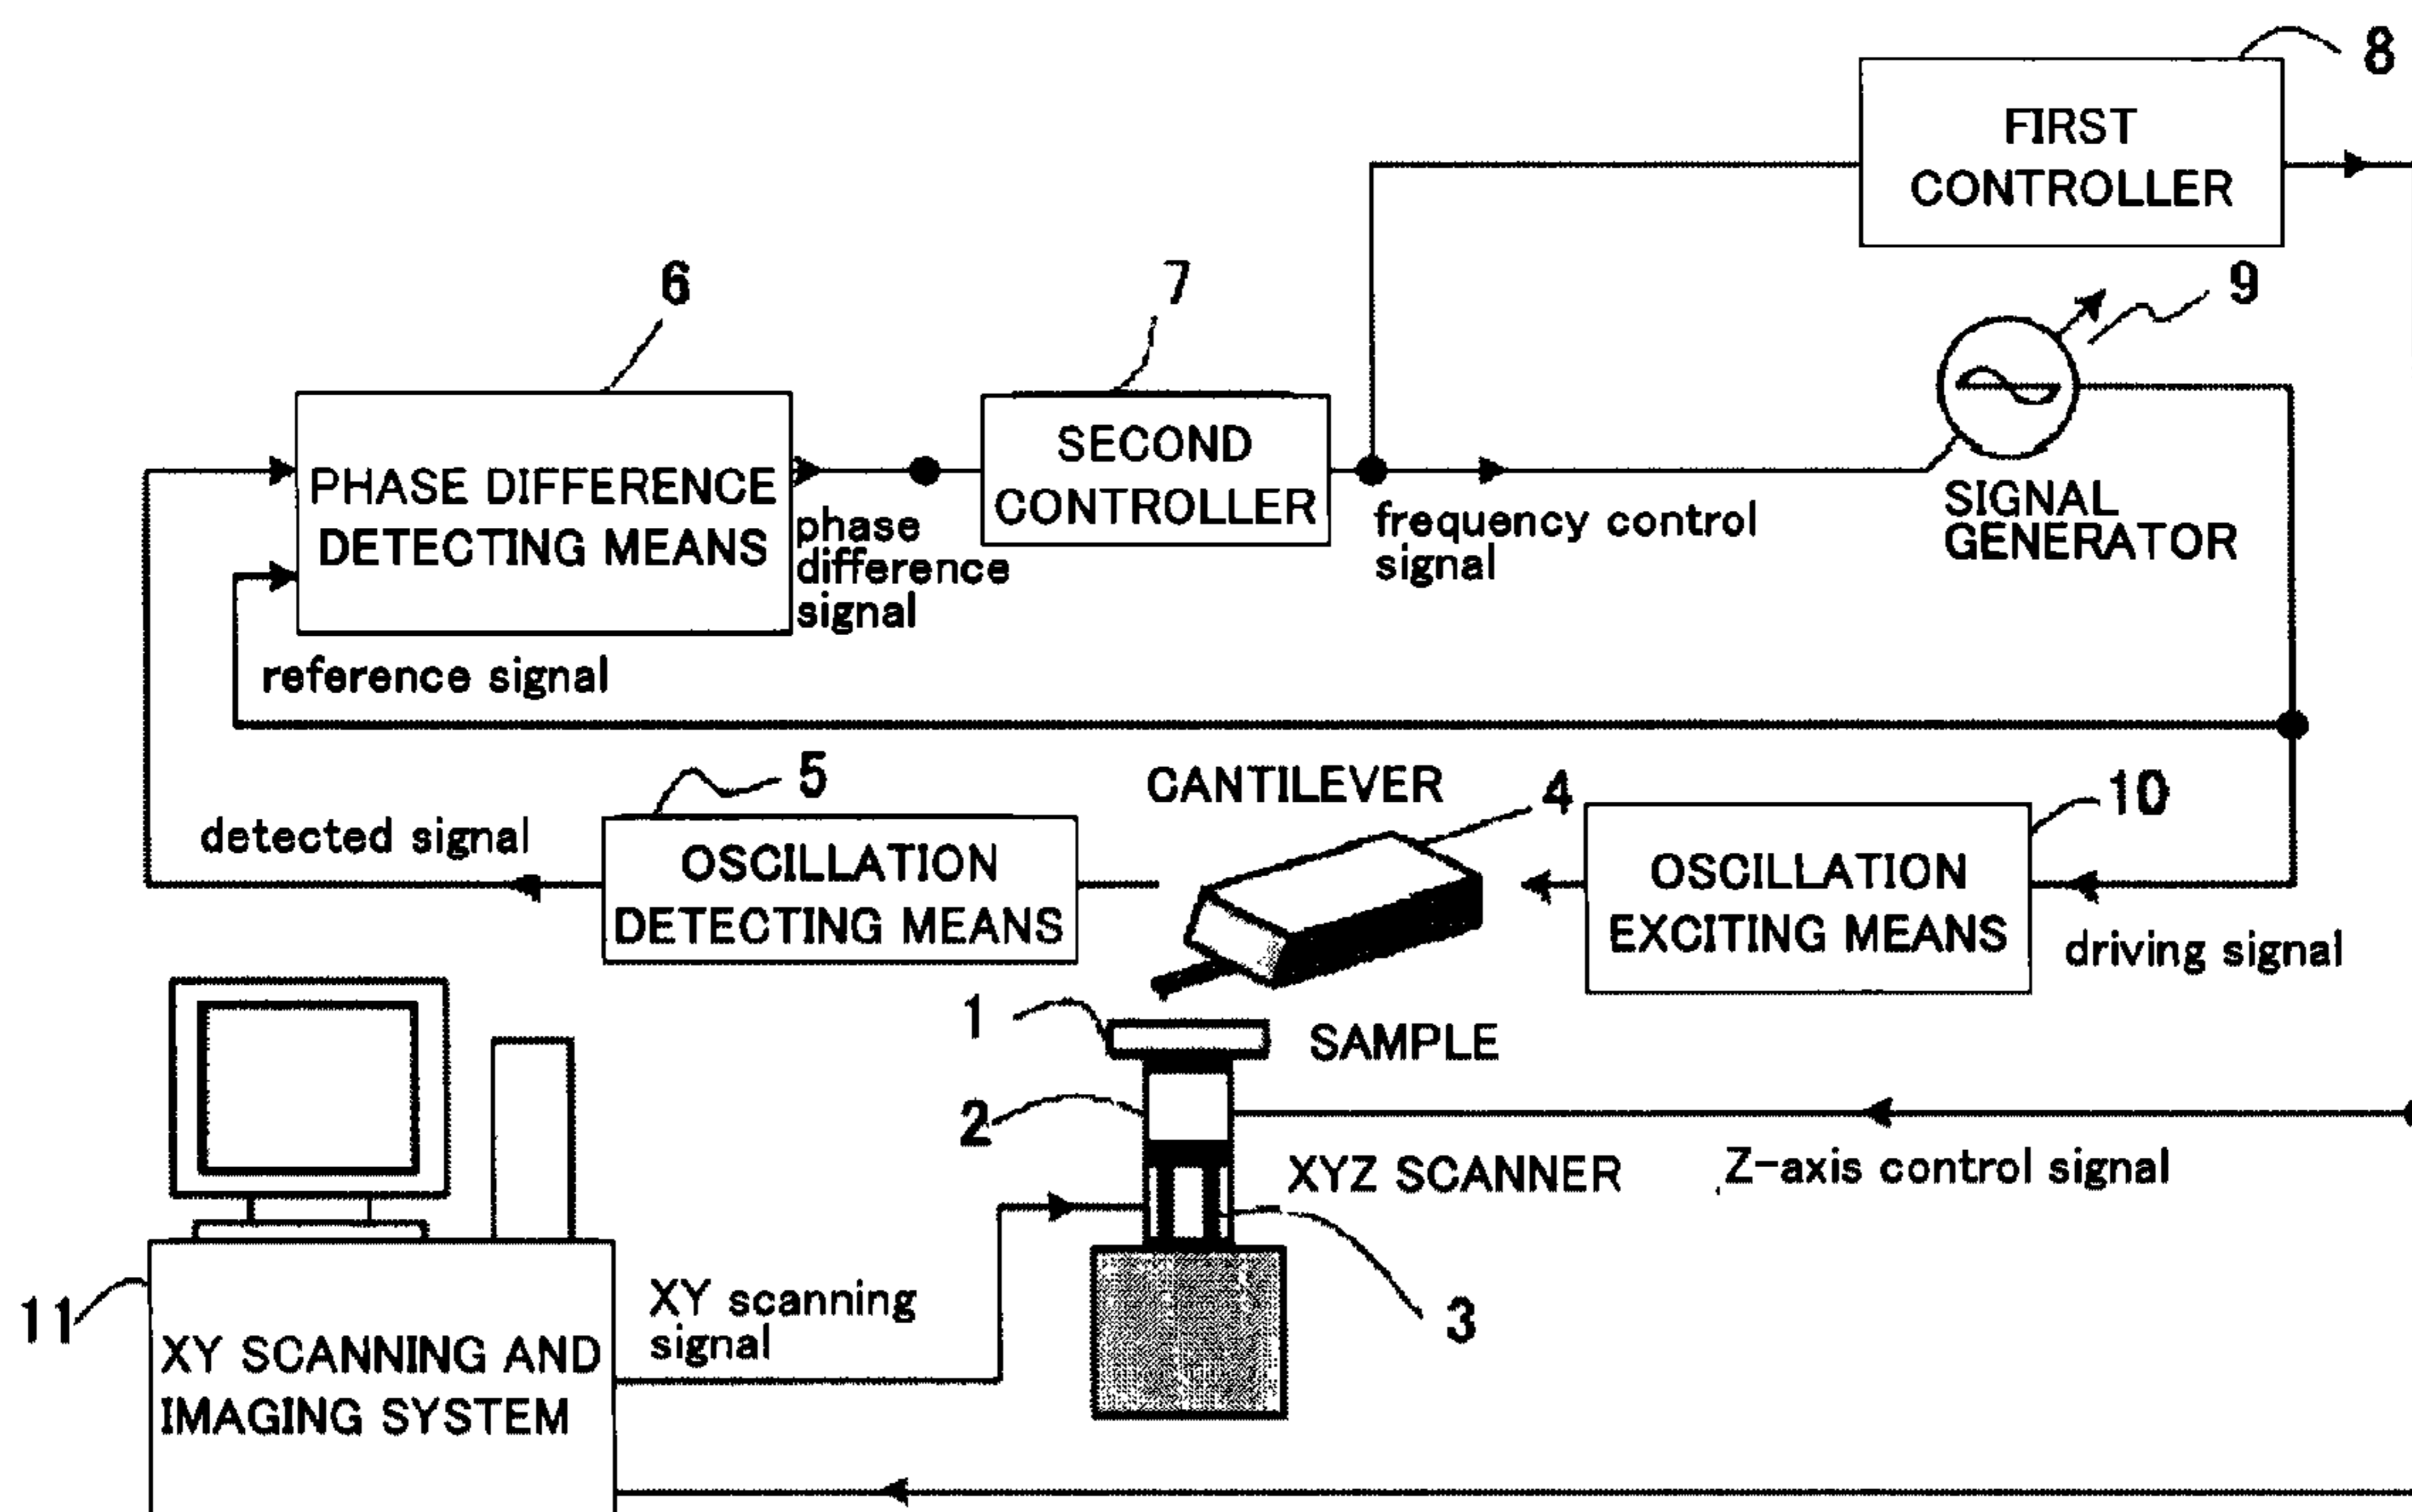 8
FIRST
CONTROLLER
6
7
9
SECOND
CONTROLLER
PHASE DIFFERENCE
DETECTING MEANS
phase
difference
signal
frequency control
signal
SIGNAL
GENERATOR
reference signal
5
CANTILEVER
4
10
detected signal
OSCILLATION
DETECTING MEANS
OSCILLATION
EXCITING MEANS
driving signal
1
SAMPLE
2
XYZ SCANNER
Z-axis control signal
11
XY scanning
signal
3
XY SCANNING AND
IMAGING SYSTEM